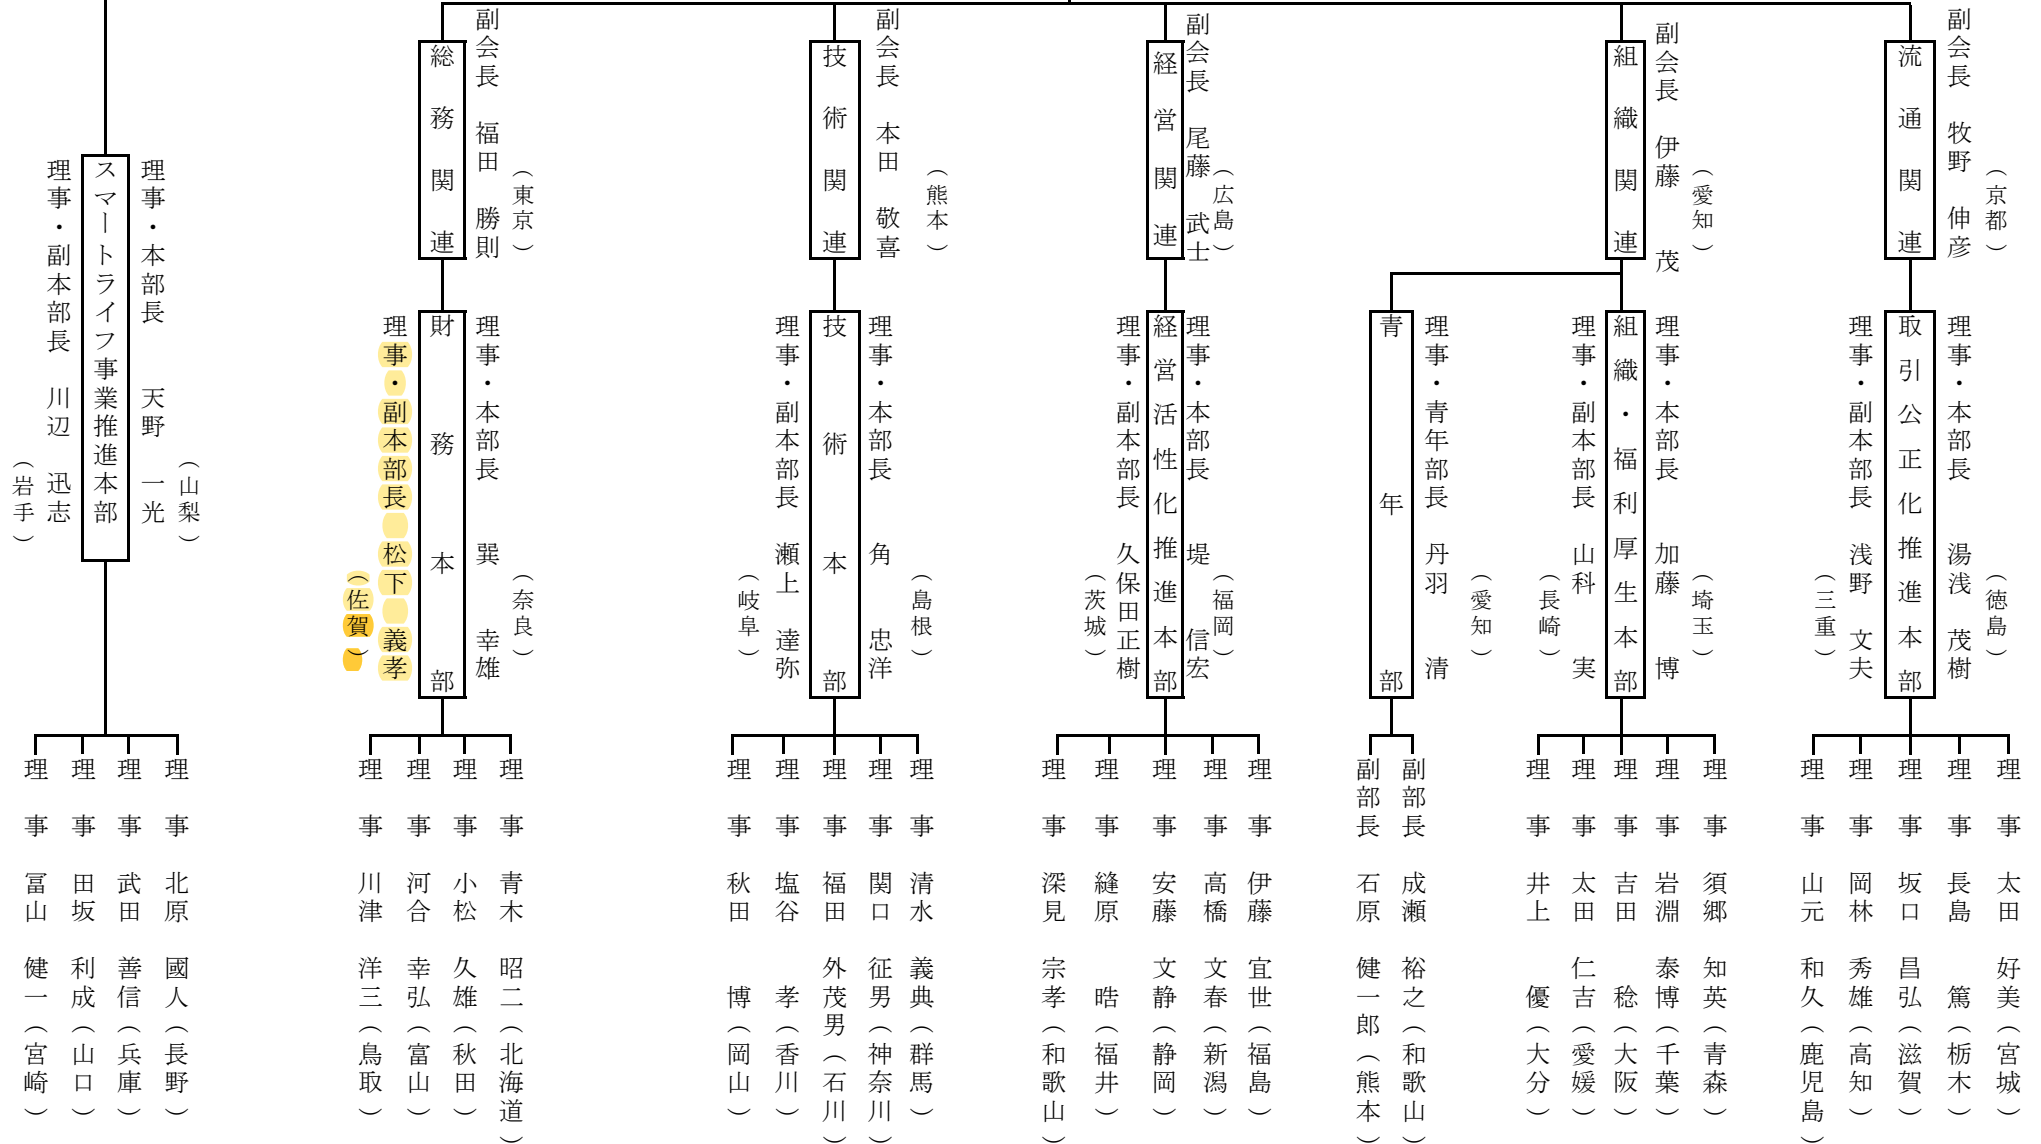 副会長 牧野 伸彦
（京都）
流通関連
理事・本部長 湯浅 茂樹
（徳島）
取引公正化推進本部
理事・副本部長 浅野 文夫
（三重）
理事 太田 好美（宮城）
理事 長島 篤（栃木）
理事 坂口 昌弘（滋賀）
理事 岡林 秀雄（高知）
理事 山元 和久（鹿児島）
副会長 伊藤 茂
（愛知）
組織関連
理事・本部長 加藤 博
（埼玉）
組織・福利厚生本部
理事・副本部長 山科 実
（長崎）
理事 須郷 知英（青森）
理事 岩淵 泰博（千葉）
理事 吉田 稔（大阪）
理事 太田 仁吉（愛媛）
理事 井上 優（大分）
理事・青年部長 丹羽 清
（愛知）
青年部
副部長 成瀬 裕之（和歌山）
副部長 石原 健一郎（熊本）
副会長 尾藤 武士
（広島）
経営関連
理事・本部長 堤 信宏
（福岡）
経営活性化推進本部
理事・副本部長 久保田正樹
（茨城）
理事 伊藤 宜世（福島）
理事 高橋 文春（新潟）
理事 安藤 文静（静岡）
理事 縫原 晧（福井）
理事 深見 宗孝（和歌山）
副会長 本田 敬喜
（熊本）
技術関連
理事・本部長 角 忠洋
（島根）
技術本部
理事・副本部長 瀬上 達弥
（岐阜）
理事 清水 義典（群馬）
理事 関口 征男（神奈川）
理事 福田 外茂男（石川）
理事 塩谷 孝（香川）
理事 秋田 博（岡山）
副会長 福田 勝則
（東京）
総務関連
理事・本部長 巽 幸雄
（奈良）
財務本部
理事・副本部長 松下 義孝
（佐賀）
理事 青木 昭二（北海道）
理事 小松 久雄（秋田）
理事 河合 幸弘（富山）
理事 川津 洋三（鳥取）
理事・本部長 天野 一光
（山梨）
スマートライフ事業推進本部
理事・副本部長 川辺 迅志
（岩手）
理事 北原 國人（長野）
理事 武田 善信（兵庫）
理事 田坂 利成（山口）
理事 冨山 健一（宮崎）